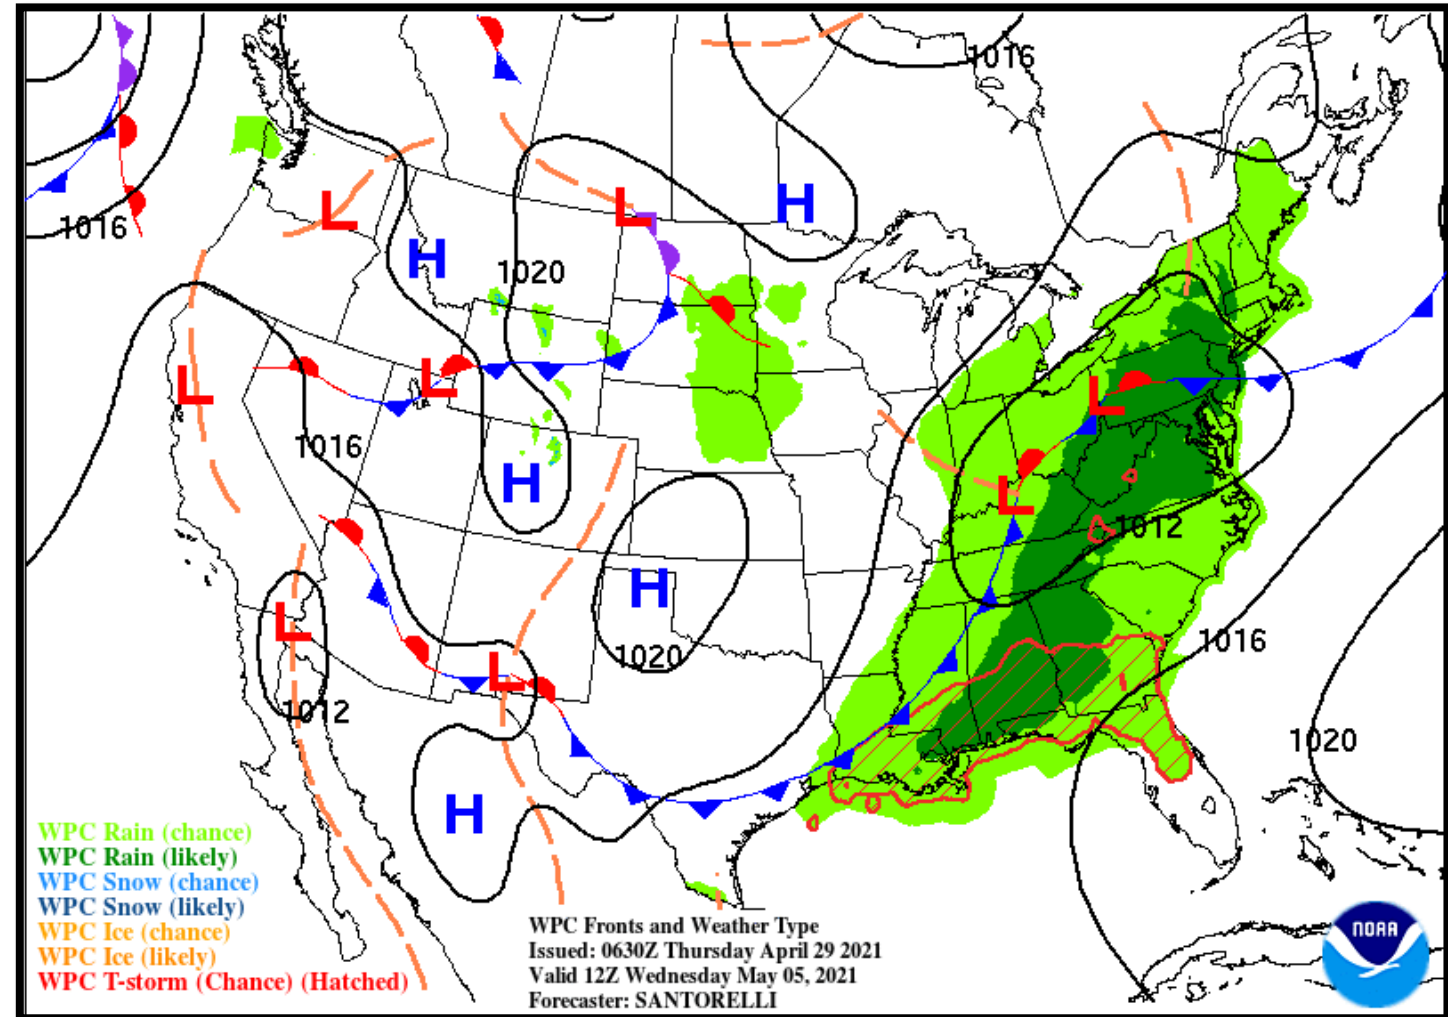 1016
1016
H
L
L
H
1020
L
L
L
1016
H
L
1012
H
L
1020
1016
L
1012
1020
H
WPC Rain (chance)
WPC Rain (likely)
WPC Snow (chance)
WPC Snow (likely)
WPC Ice (chance)
WPC Ice (likely)
WPC T-storm (Chance) (Hatched)
WPC Fronts and Weather Type
Issued: 0630Z Thursday April 29 2021
Valid 12Z Wednesday May 05, 2021
Forecaster: SANTORELLI
NOAA